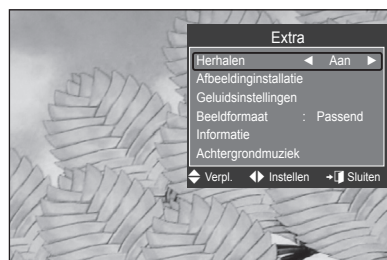 Extra
Herhalen ◄ Aan ►
Afbeeldinginstallatie
Geluidsinstellingen
Beeldformaat : Passend
Informatie
Achtergrondmuziek
Verpl. Instellen Sluiten